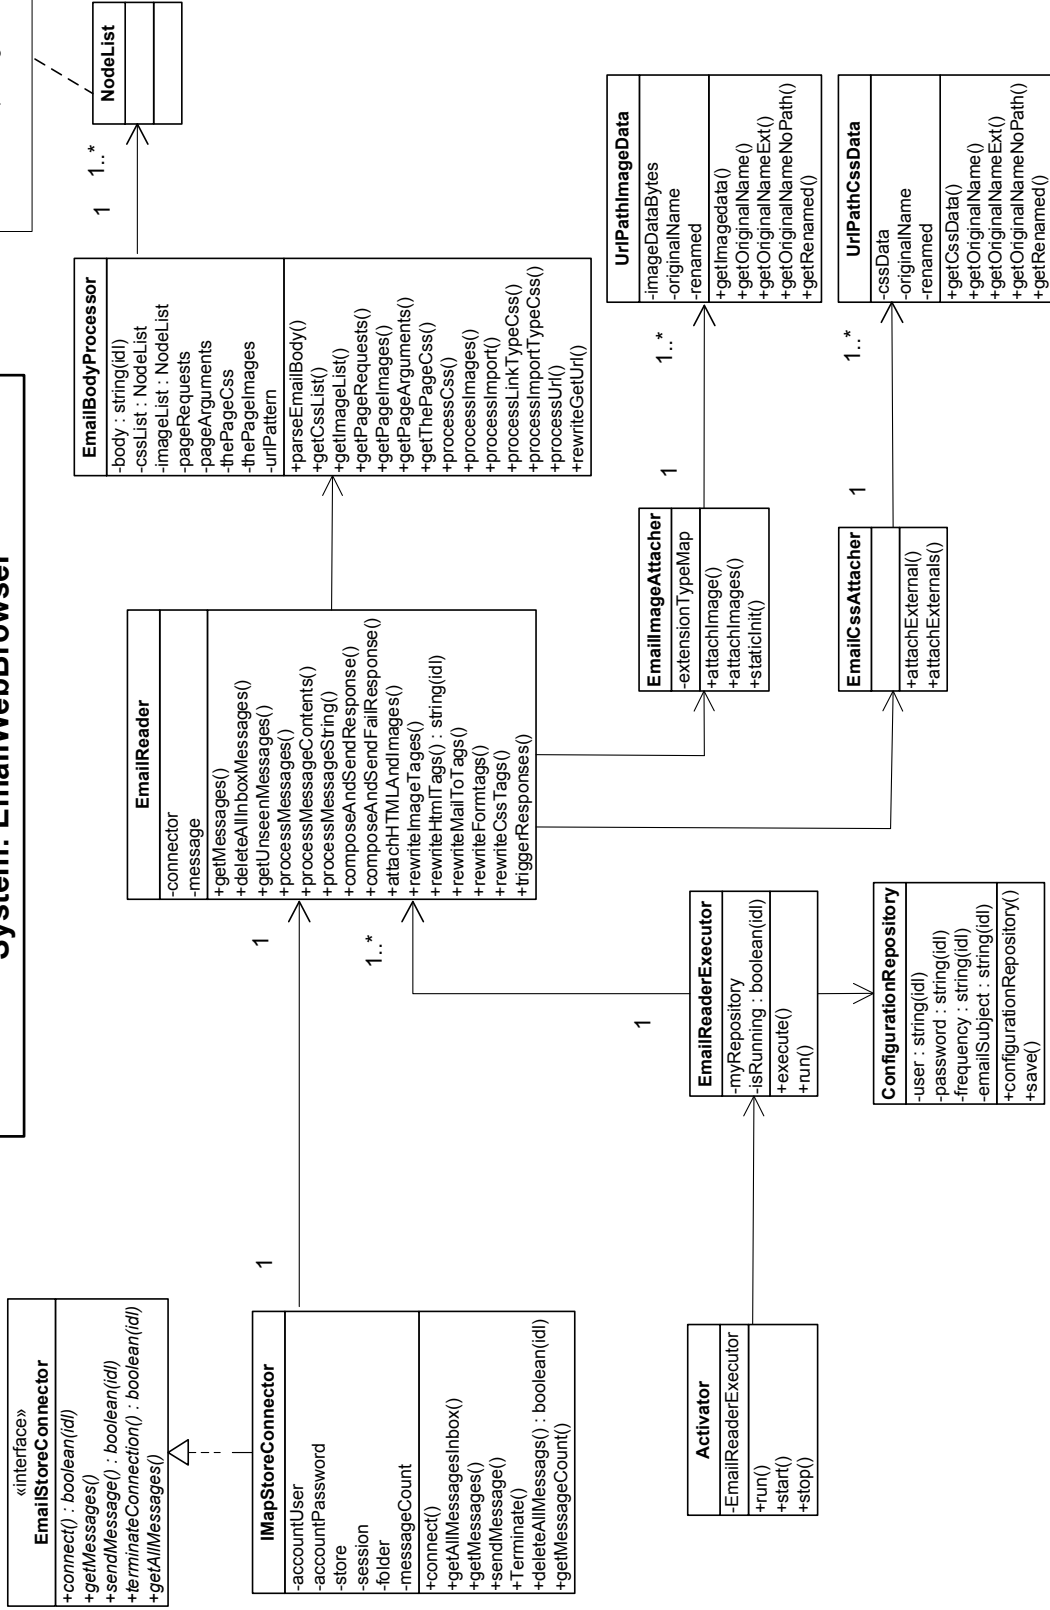 System: EmailWebBrowser
«interface»
EmailStoreConnector
+connect() : boolean(idl)
+getMessages()
+sendMessage() : boolean(idl)
+terminateConnection() : boolean(idl)
+getAllMessages()
IMapStoreConnector
-accountUser
-accountPassword
-store
-session
-folder
-messageCount
+connect()
+getAllMessagesInbox()
+getMessages()
+sendMessage()
+Terminate()
+deleteAllMessags() : boolean(idl)
+getMessageCount()
1
1
EmailReader
-connector
-message
+getMessages()
+deleteAllInboxMessages()
+getUnseenMessages()
+processMessages()
+processMessageContents()
+processMessageString()
+composeAndSendResponse()
+composeAndSendFailResponse()
+attachHTMLAndImages()
+rewriteImageTages()
+rewriteHtmlTags() : string(idl)
+rewriteMailToTags()
+rewriteFormtags()
+rewriteCssTags()
+triggerResponses()
1..*
1
EmailBodyProcessor
-body : string(idl)
-cssList : NodeList
-imageList : NodeList
-pageRequests
-pageArguments
-thePageCss
-thePageImages
-urlPattern
+parseEmailBody()
+getCssList()
+getImageList()
+getPageRequests()
+getPageImages()
+getPageArguments()
+getThePageCss()
+processCss()
+processImages()
+processImport()
+processLinkTypeCss()
+processImportTypeCss()
+processUrl()
+rewriteGetUrl()
1
1..*
NodeList
Activator
-EmailReaderExecutor
+run()
+start()
+stop()
EmailReaderExecutor
-myRepository
-isRunning : boolean(idl)
+execute()
+run()
ConfigurationRepository
-user : string(idl)
-password : string(idl)
-frequency : string(idl)
-emailSubject : string(idl)
+configurationRepository()
+save()
EmailImageAttacher
-extensionTypeMap
+attachImage()
+attachImages()
+staticInit()
1
1..*
UrlPathImageData
-imageDataBytes
-originalName
-renamed
+getImagedata()
+getOriginalName()
+getOriginalNameExt()
+getOriginalNameNoPath()
+getRenamed()
EmailCssAttacher
+attachExternal()
+attachExternals()
1
1..*
UrlPathCssData
-cssData
-originalName
-renamed
+getCssData()
+getOriginalName()
+getOriginalNameExt()
+getOriginalNameNoPath()
+getRenamed()